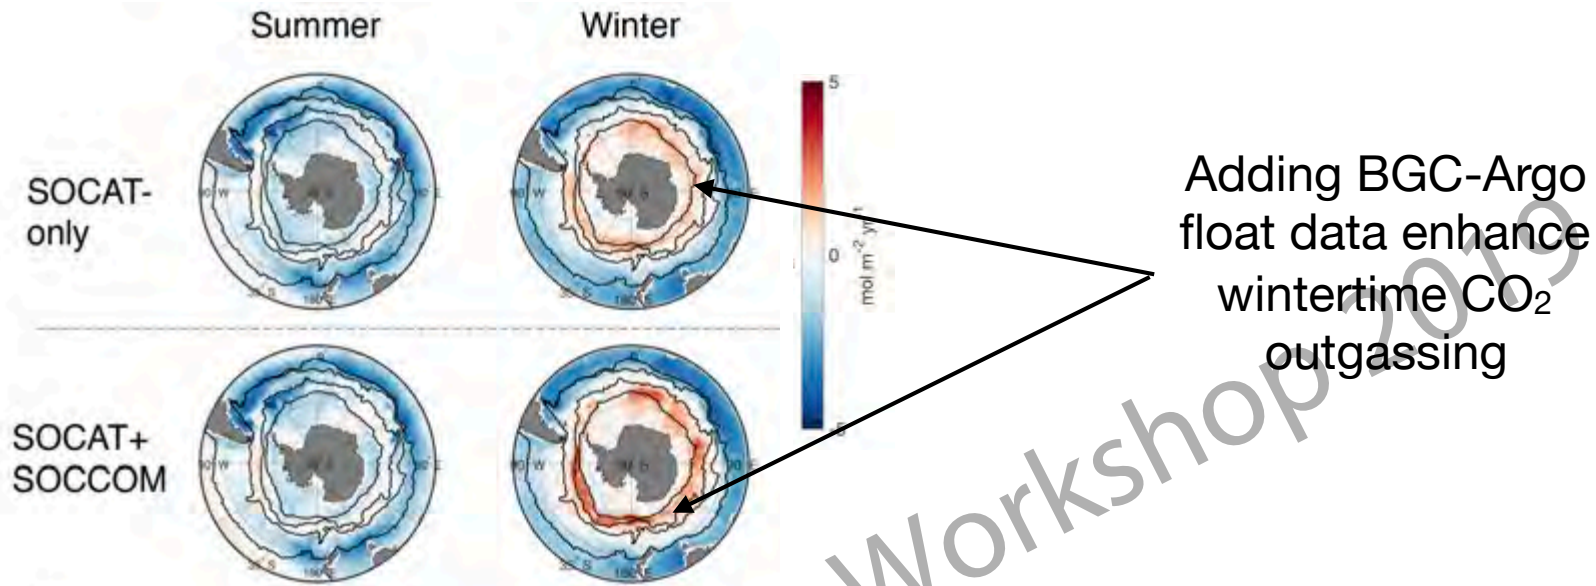 Summer
Winter
SOCAT-
only
5
0
-5
mol m-2 yr-1
SOCAT+
SOCCOM
Adding BGC-Argo
float data enhance
wintertime CO₂
outgassing
Workshop 2019